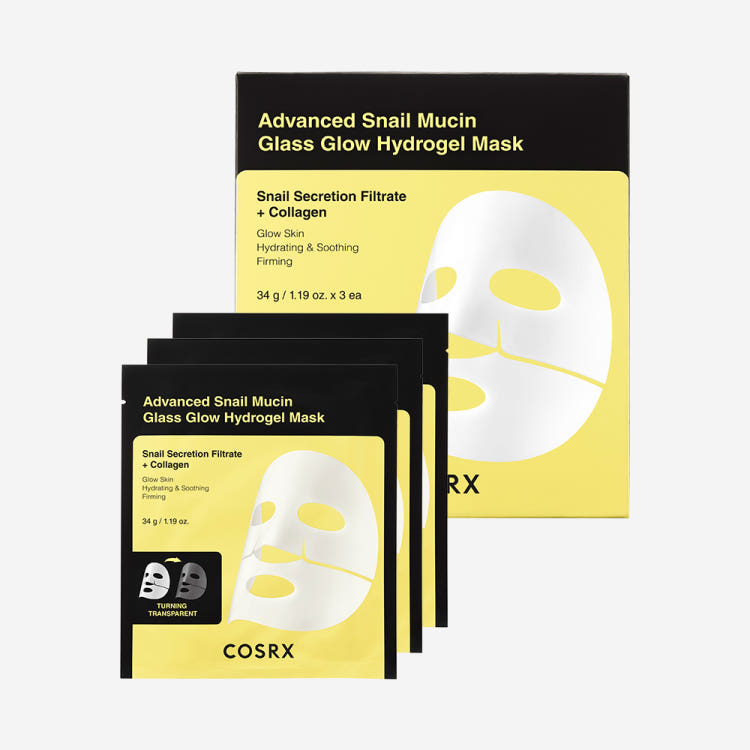 Advanced Snail Mucin
Glass Glow Hydrogel Mask
Snail Secretion Filtrate
+ Collagen
Glow Skin
Hydrating & Soothing
Firming
34 g / 1.19 oz. x 3 ea
RX
Advanced Snail Mucin
Glass Glow Hydrogel Mask
Snail Secretion Filtrate
+ Collagen
Glow Skin
Hydrating & Soothing
Firming
34 g / 1.19 oz.
TURNING
TRANSPARENT
COSRX